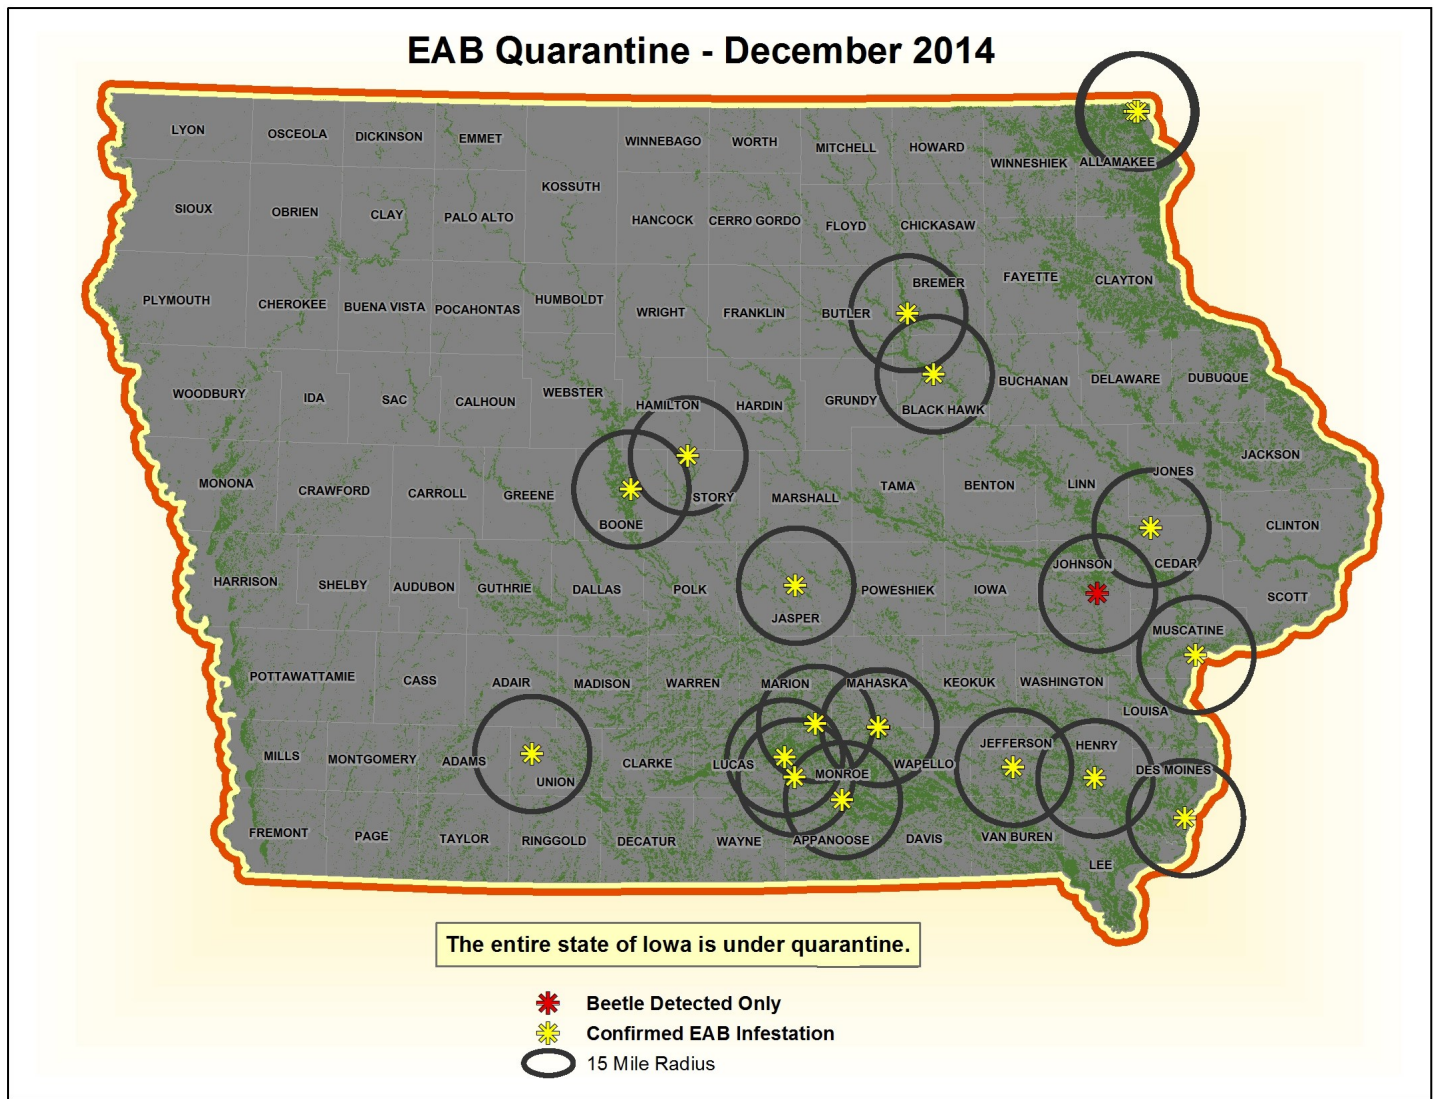 EAB Quarantine - December 2014
LYON
OSCEOLA
DICKINSON
EMMET
WINNEBAGO
WORTH
MITCHELL
HOWARD
WINNESHIEK
ALLAMAKEE
KOSSUTH
SIOUX
OBRIEN
CLAY
PALO ALTO
HANCOCK
CERRO GORDO
FLOYD
CHICKASAW
FAYETTE
CLAYTON
BREMER
PLYMOUTH
CHEROKEE
BUENA VISTA
POCAHONTAS
HUMBOLDT
WRIGHT
FRANKLIN
BUTLER
WOODBURY
IDA
SAC
CALHOUN
WEBSTER
HAMILTON
HARDIN
GRUNDY
BLACK HAWK
BUCHANAN
DELAWARE
DUBUQUE
JACKSON
JONES
MONONA
CRAWFORD
CARROLL
GREENE
BOONE
STORY
MARSHALL
TAMA
BENTON
LINN
CLINTON
CEDAR
JOHNSON
HARRISON
SHELBY
AUDUBON
GUTHRIE
DALLAS
POLK
JASPER
POWESHIEK
IOWA
SCOTT
MUSCATINE
POTTAWATTAMIE
CASS
ADAIR
MADISON
WARREN
MARION
MAHASKA
KEOKUK
WASHINGTON
LOUISA
MILLS
MONTGOMERY
ADAMS
UNION
CLARKE
LUCAS
MONROE
WAPELLO
JEFFERSON
HENRY
DES MOINES
FREMONT
PAGE
TAYLOR
RINGGOLD
DECATUR
WAYNE
APPANOOSE
DAVIS
VAN BUREN
LEE
The entire state of Iowa is under quarantine.
Beetle Detected Only
Confirmed EAB Infestation
15 Mile Radius